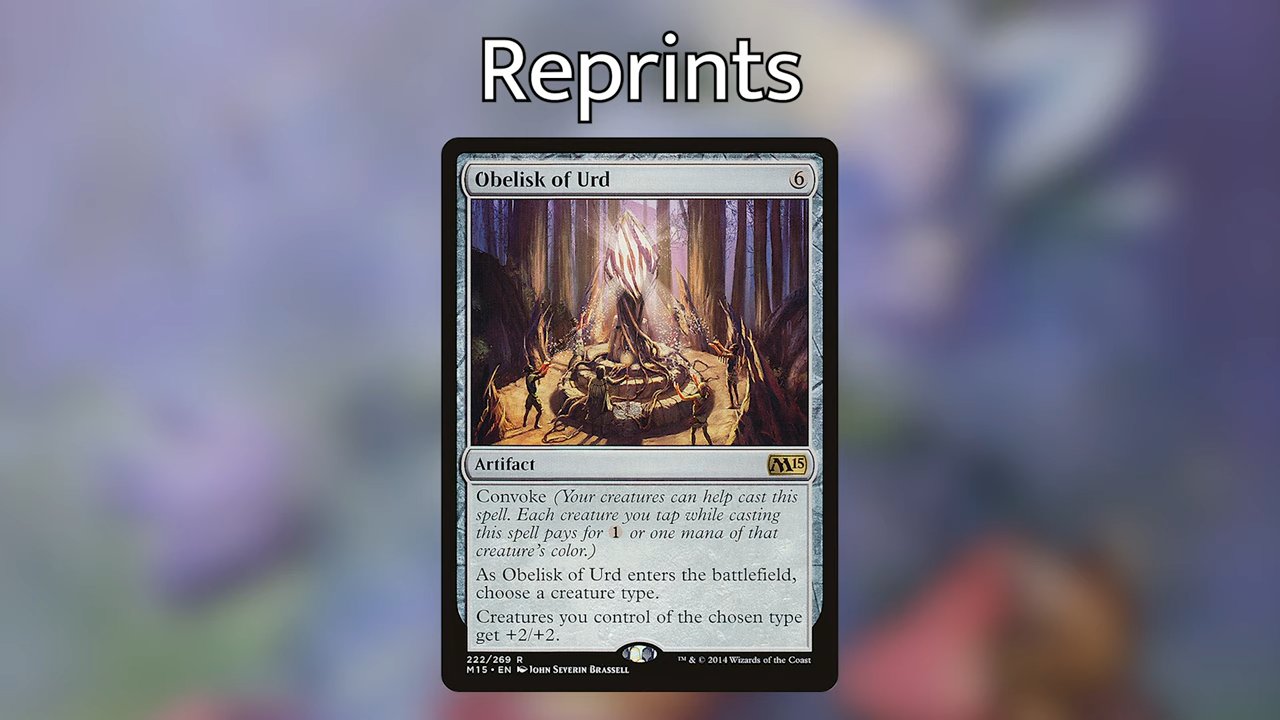 Reprints
Obelisk of Urd 6
Artifact M15
Convoke (Your creatures can help cast this
spell. Each creature you tap while casting
this spell pays for 1 or one mana of that
creature's color.)
As Obelisk of Urd enters the battlefield,
choose a creature type.
Creatures you control of the chosen type
get +2/+2.
222/269 R ™ & © 2014 Wizards of the Coast
M15 • EN John Severin Brassell